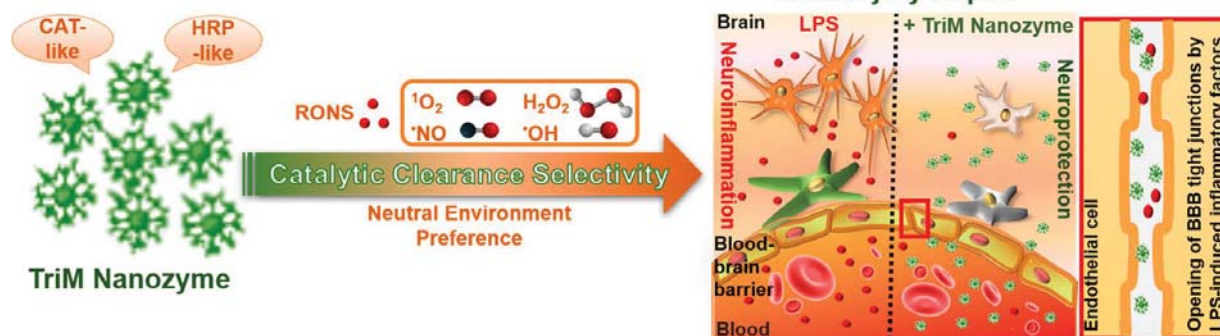 CAT-
like
HRP
-like
TriM Nanozyme
RONS
¹O₂
H₂O₂
•NO
•OH
Catalytic Clearance Selectivity
Neutral Environment
Preference
Brain
LPS
+ TriM Nanozyme
Neuroinflammation
Neuroprotection
Blood-
brain
barrier
Blood
Endothelial cell
Opening of BBB tight junctions by
PS-induced inflammatory factors